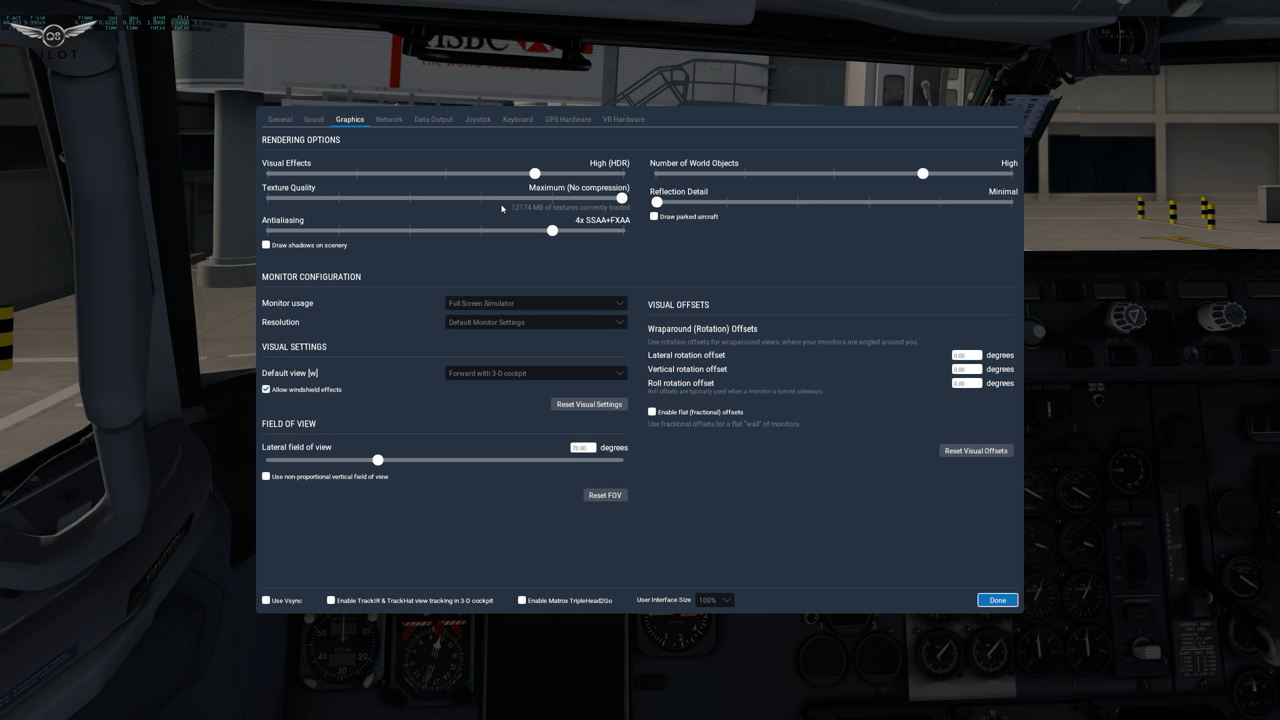 General Sound Graphics Network Data Output Joystick Keyboard GPS Hardware VR Hardware
RENDERING OPTIONS
Visual Effects High (HDR)
Texture Quality Maximum (No compression)
12174 MB of textures currently loaded
Antialiasing 4x SSAA+FXAA
Draw shadows on scenery
Number of World Objects High
Reflection Detail Minimal
Draw parked aircraft
MONITOR CONFIGURATION
Monitor usage Full Screen Simulator
Resolution Default Monitor Settings
VISUAL SETTINGS
Default view [w] Forward with 3-D cockpit
Allow windshield effects
Reset Visual Settings
FIELD OF VIEW
Lateral field of view 70.00 degrees
Use non-proportional vertical field of view
Reset FOV
VISUAL OFFSETS
Wraparound (Rotation) Offsets
Use rotation offsets for wraparound views, where your monitors are angled around you.
Lateral rotation offset 0.00 degrees
Vertical rotation offset 0.00 degrees
Roll rotation offset 0.00 degrees
Roll offsets are typically used when a monitor is turned sideways.
Enable flat (fractional) offsets
Use fractional offsets for a flat "wall" of monitors.
Reset Visual Offsets
Use Vsync Enable TrackIR & TrackHat view tracking in 3-D cockpit Enable Matrox TripleHead2Go User Interface Size 100% Done